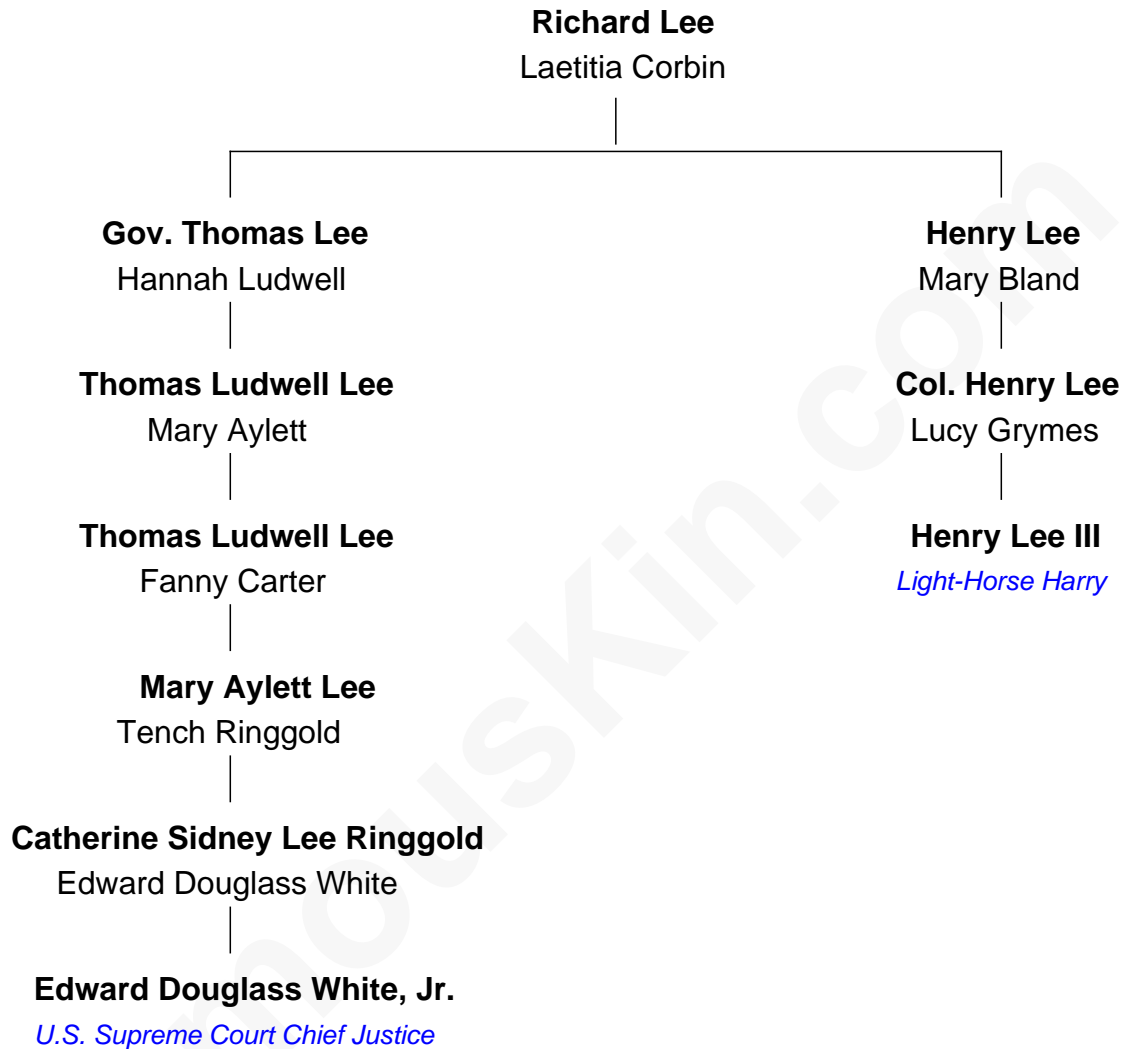 Richard Lee
Laetitia Corbin
Gov. Thomas Lee
Hannah Ludwell
Henry Lee
Mary Bland
Thomas Ludwell Lee
Mary Aylett
Col. Henry Lee
Lucy Grymes
Thomas Ludwell Lee
Fanny Carter
Henry Lee III
Light-Horse Harry
Mary Aylett Lee
Tench Ringgold
Catherine Sidney Lee Ringgold
Edward Douglass White
Edward Douglass White, Jr.
U.S. Supreme Court Chief Justice
mousKin.com